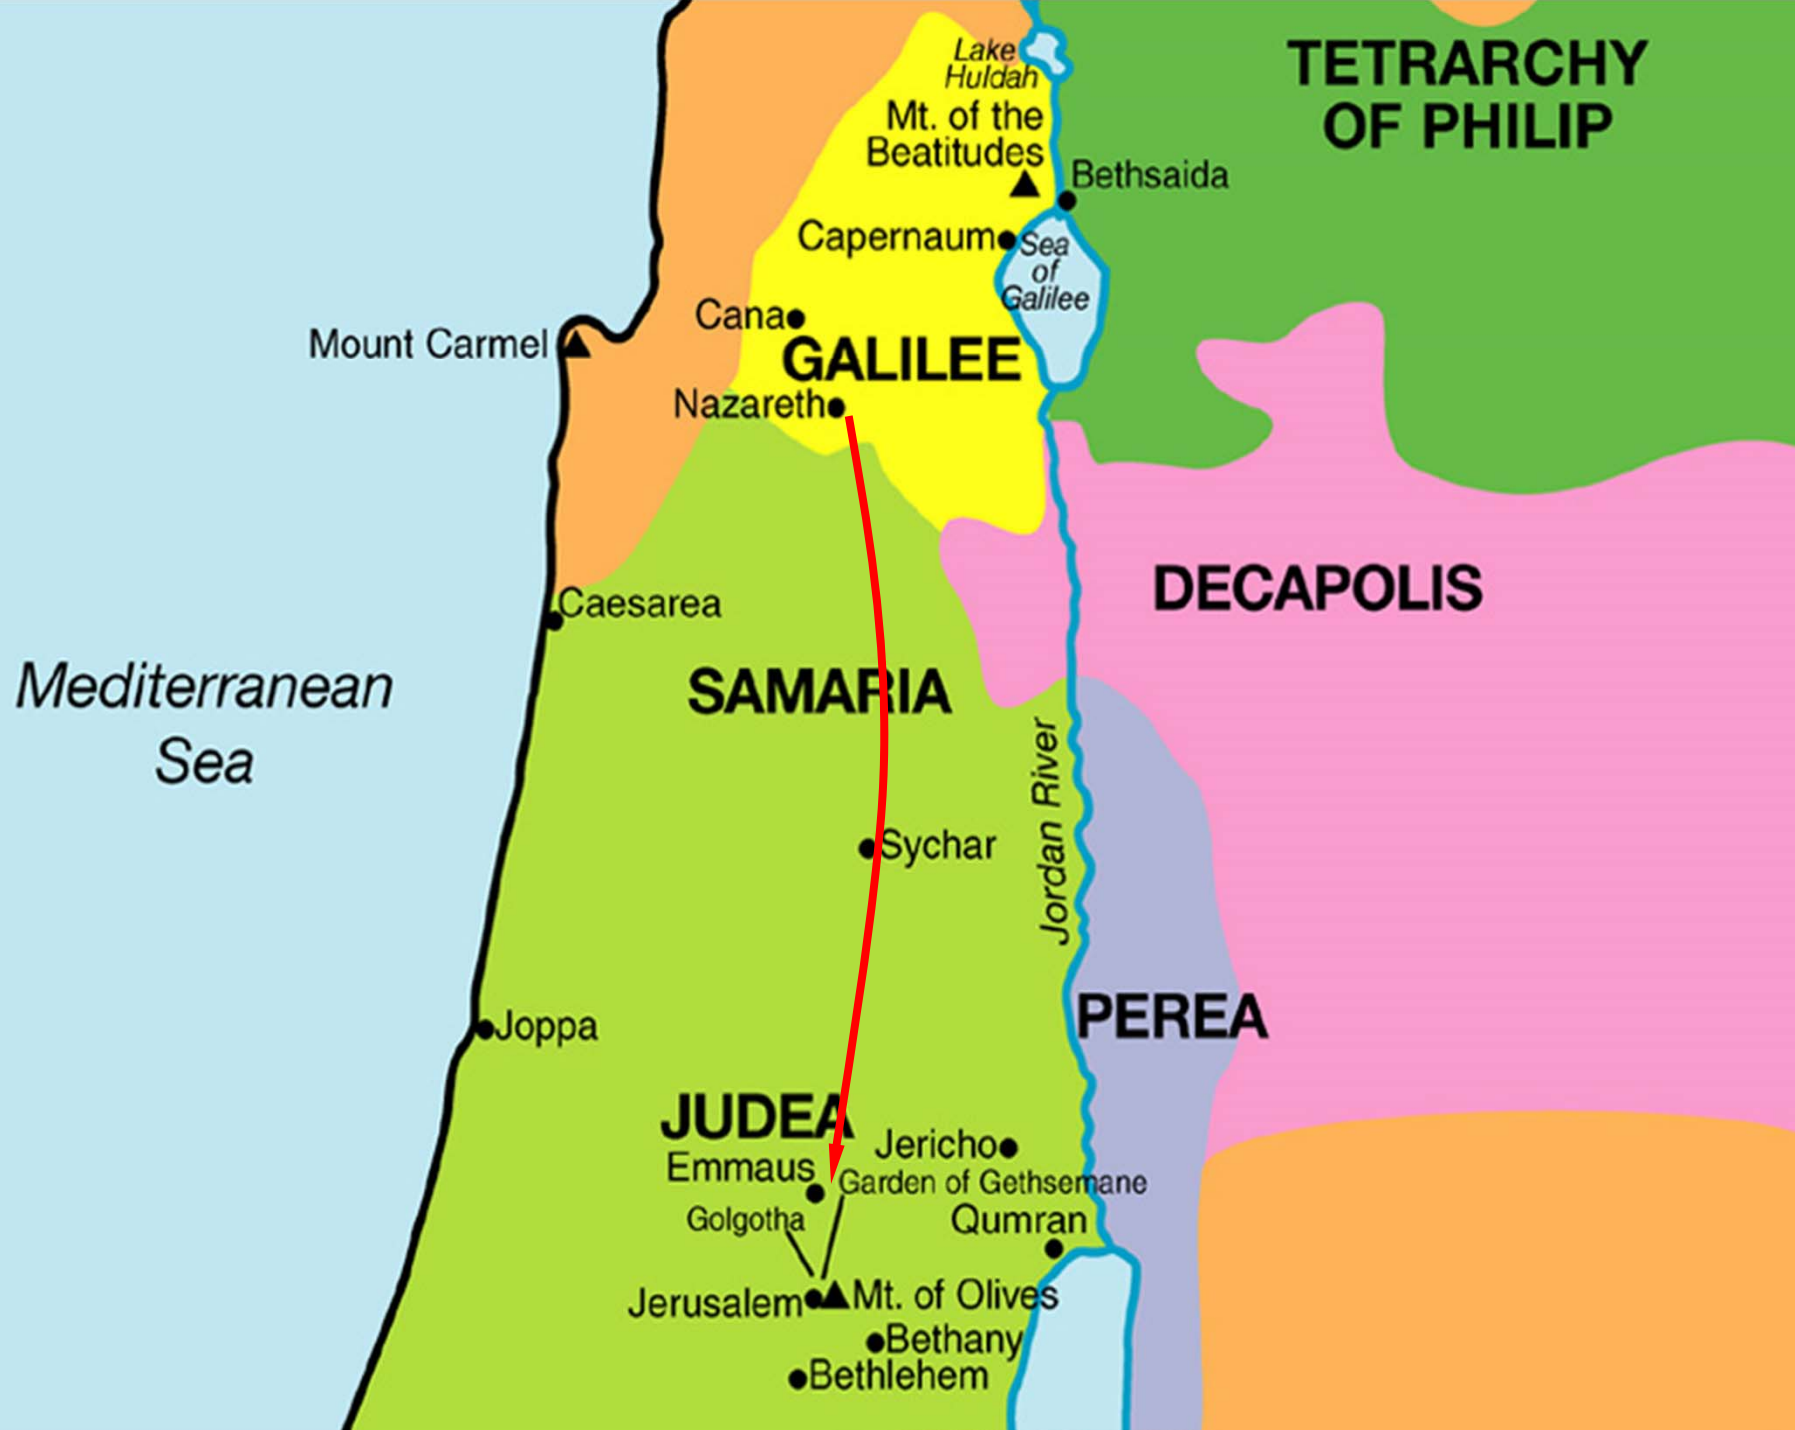 Lake
Huldah
TETRARCHY
OF PHILIP
Mt. of the
Beatitudes
Bethsaida
Capernaum
Sea
of
Galilee
Cana
Mount Carmel
GALILEE
Nazareth
DECAPOLIS
Caesarea
Mediterranean
Sea
SAMARIA
Jordan River
Sychar
PEREA
Joppa
JUDEA
Jericho
Emmaus
Garden of Gethsemane
Golgotha
Qumran
Jerusalem
Mt. of Olives
Bethany
Bethlehem